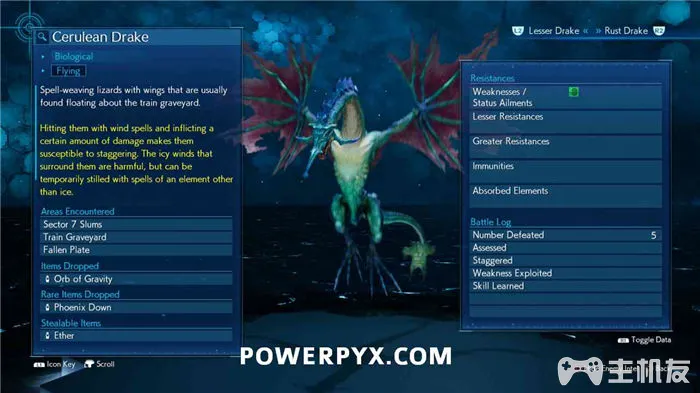 Cerulean Drake
L2 Lesser Drake « » Rust Drake R2
Biological
Flying
Spell-weaving lizards with wings that are usually
found floating about the train graveyard.
Hitting them with wind spells and inflicting a
certain amount of damage makes them
susceptible to staggering. The icy winds that
surround them are harmful, but can be
temporarily stilled with spells of an element other
than ice.
Areas Encountered
Sector 7 Slums
Train Graveyard
Fallen Plate
Items Dropped
Orb of Gravity
Rare Items Dropped
Phoenix Down
Stealable Items
Ether
Icon Key
Scroll
Resistances
Weaknesses /
Status Ailments
Lesser Resistances
Greater Resistances
Immunities
Absorbed Elements
Battle Log
Number Defeated 5
Assessed
Staggered
Weakness Exploited
Skill Learned
Toggle Data
POWERPYX.COM
Enemy Intel
Back
主机友